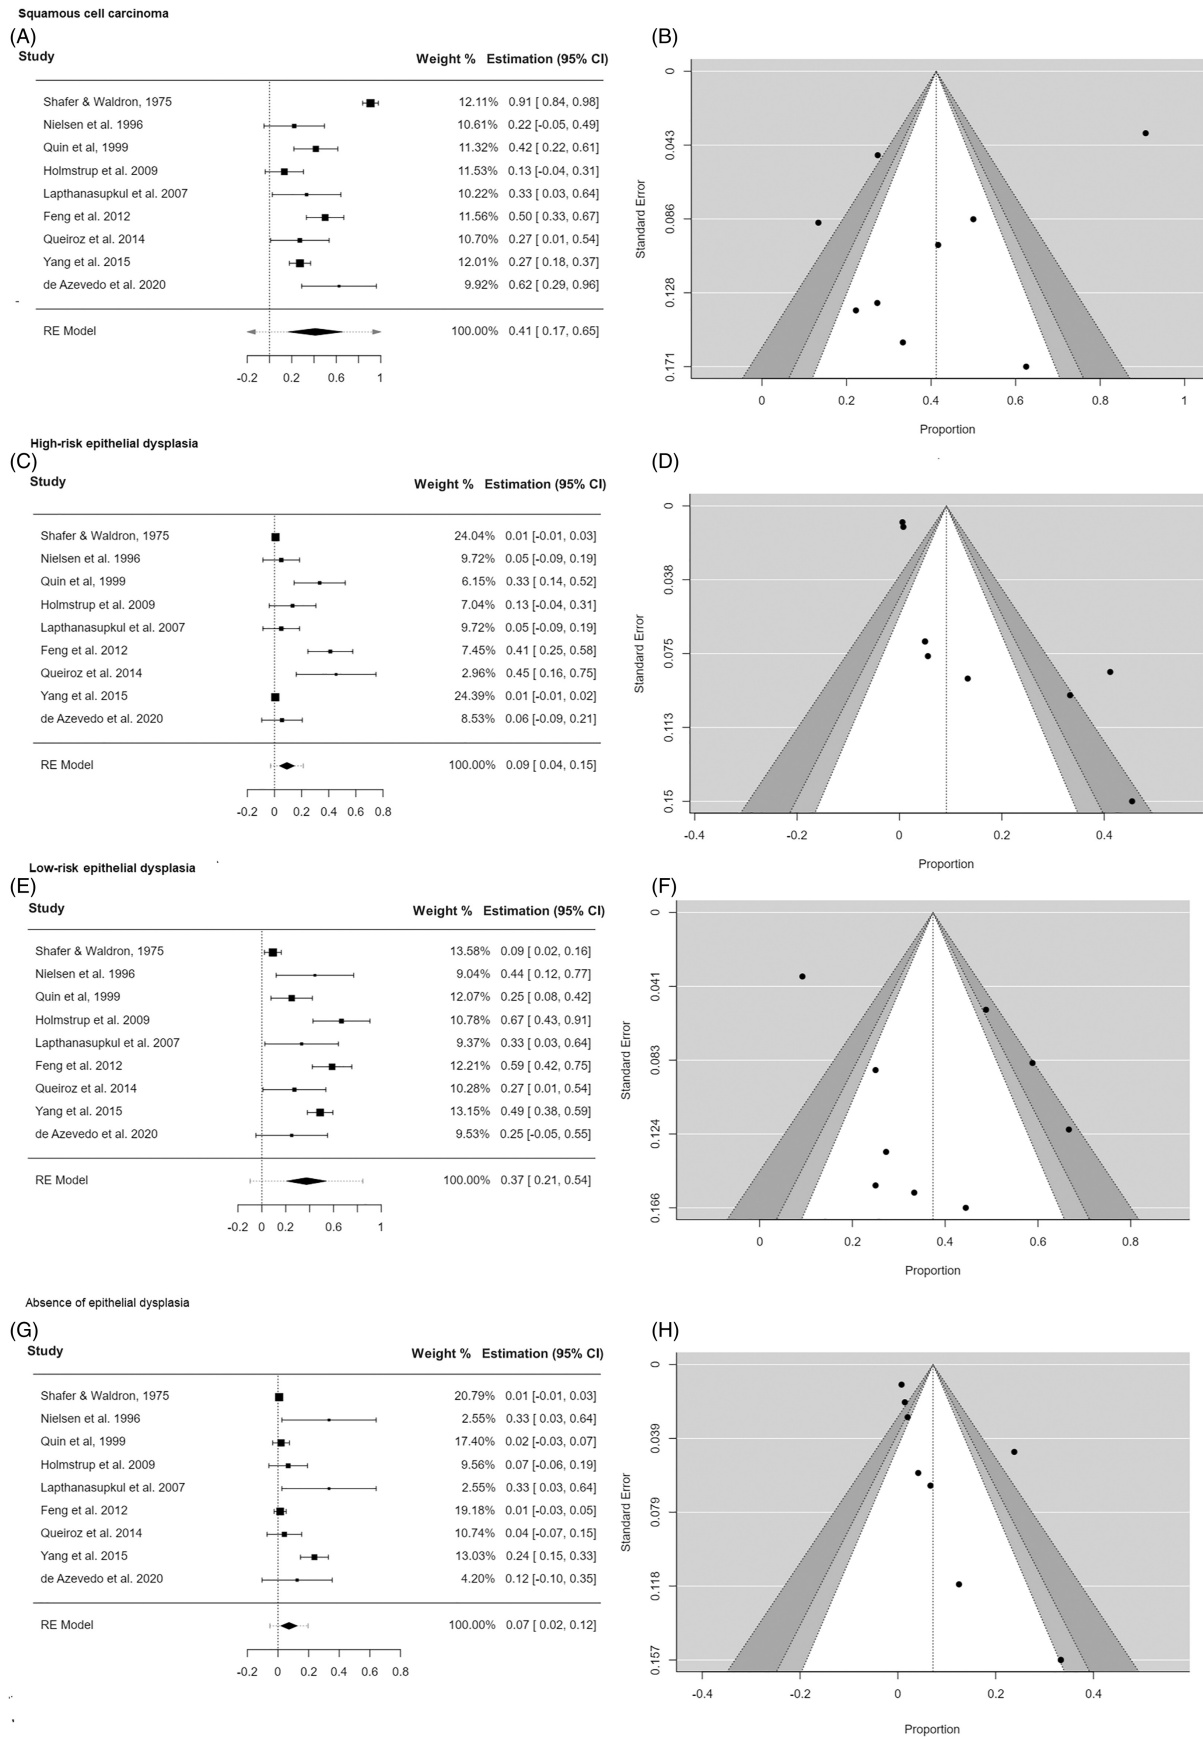 Squamous cell carcinoma
(A)
Study Weight % Estimation (95% CI)
Shafer & Waldron, 1975 12.11% 0.91 [ 0.84, 0.98]
Nielsen et al. 1996 10.61% 0.22 [-0.05, 0.49]
Quin et al, 1999 11.32% 0.42 [ 0.22, 0.61]
Holmstrup et al. 2009 11.53% 0.13 [-0.04, 0.31]
Lapthanasupkul et al. 2007 10.22% 0.33 [ 0.03, 0.64]
Feng et al. 2012 11.56% 0.50 [ 0.33, 0.67]
Queiroz et al. 2014 10.70% 0.27 [ 0.01, 0.54]
Yang et al. 2015 12.01% 0.27 [ 0.18, 0.37]
de Azevedo et al. 2020 9.92% 0.62 [ 0.29, 0.96]
RE Model 100.00% 0.41 [ 0.17, 0.65]
-0.2 0.2 0.6 1
(B)
Standard Error
0
0.043
0.086
0.128
0.171
0 0.2 0.4 0.6 0.8 1
Proportion
High-risk epithelial dysplasia
(C)
Study Weight % Estimation (95% CI)
Shafer & Waldron, 1975 24.04% 0.01 [-0.01, 0.03]
Nielsen et al. 1996 9.72% 0.05 [-0.09, 0.19]
Quin et al, 1999 6.15% 0.33 [ 0.14, 0.52]
Holmstrup et al. 2009 7.04% 0.13 [-0.04, 0.31]
Lapthanasupkul et al. 2007 9.72% 0.05 [-0.09, 0.19]
Feng et al. 2012 7.45% 0.41 [ 0.25, 0.58]
Queiroz et al. 2014 2.96% 0.45 [ 0.16, 0.75]
Yang et al. 2015 24.39% 0.01 [-0.01, 0.02]
de Azevedo et al. 2020 8.53% 0.06 [-0.09, 0.21]
RE Model 100.00% 0.09 [ 0.04, 0.15]
-0.2 0 0.2 0.4 0.6 0.8
(D)
Standard Error
0
0.038
0.075
0.113
0.15
-0.4 -0.2 0 0.2 0.4
Proportion
Low-risk epithelial dysplasia
(E)
Study Weight % Estimation (95% CI)
Shafer & Waldron, 1975 13.58% 0.09 [ 0.02, 0.16]
Nielsen et al. 1996 9.04% 0.44 [ 0.12, 0.77]
Quin et al, 1999 12.07% 0.25 [ 0.08, 0.42]
Holmstrup et al. 2009 10.78% 0.67 [ 0.43, 0.91]
Lapthanasupkul et al. 2007 9.37% 0.33 [ 0.03, 0.64]
Feng et al. 2012 12.21% 0.59 [ 0.42, 0.75]
Queiroz et al. 2014 10.28% 0.27 [ 0.01, 0.54]
Yang et al. 2015 13.15% 0.49 [ 0.38, 0.59]
de Azevedo et al. 2020 9.53% 0.25 [-0.05, 0.55]
RE Model 100.00% 0.37 [ 0.21, 0.54]
-0.2 0 0.2 0.6 1
(F)
Standard Error
0
0.041
0.083
0.124
0.166
0 0.2 0.4 0.6 0.8
Proportion
Absence of epithelial dysplasia
(G)
Study Weight % Estimation (95% CI)
Shafer & Waldron, 1975 20.79% 0.01 [-0.01, 0.03]
Nielsen et al. 1996 2.55% 0.33 [ 0.03, 0.64]
Quin et al, 1999 17.40% 0.02 [-0.03, 0.07]
Holmstrup et al. 2009 9.56% 0.07 [-0.06, 0.19]
Lapthanasupkul et al. 2007 2.55% 0.33 [ 0.03, 0.64]
Feng et al. 2012 19.18% 0.01 [-0.03, 0.05]
Queiroz et al. 2014 10.74% 0.04 [-0.07, 0.15]
Yang et al. 2015 13.03% 0.24 [ 0.15, 0.33]
de Azevedo et al. 2020 4.20% 0.12 [-0.10, 0.35]
RE Model 100.00% 0.07 [ 0.02, 0.12]
-0.2 0 0.2 0.4 0.6 0.8
(H)
Standard Error
0
0.039
0.079
0.118
0.157
-0.4 -0.2 0 0.2 0.4
Proportion